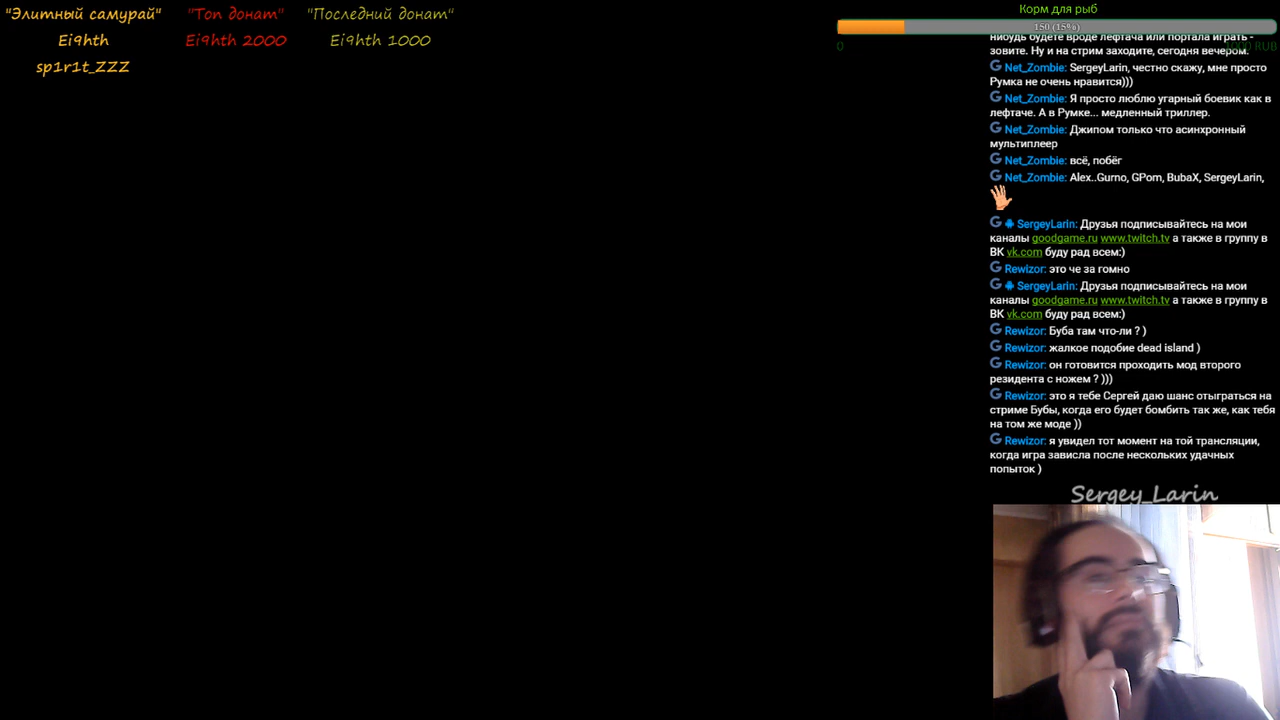 "Элитный самурай"
Ei9hth
sp1r1t_ZZZ
"Топ донат"
Ei9hth 2000
"Последний донат"
Ei9hth 1000
Корм для рыб
150 (15%)
0
1000 RUB
нибудь будете вроде лефтача или портала играть -
зовите. Ну и на стрим заходите, сегодня вечером.
Net_Zombie: SergeyLarin, честно скажу, мне просто
Румка не очень нравится)))
Net_Zombie: Я просто люблю угарный боевик как в
лефтаче. А в Румке... медленный триллер.
Net_Zombie: Джипом только что асинхронный
мультиплеер
Net_Zombie: всё, побёг
Net_Zombie: Alex..Gurno, GPom, BubaX, SergeyLarin,
SergeyLarin: Друзья подписывайтесь на мои
каналы goodgame.ru www.twitch.tv а также в группу в
ВК vk.com буду рад всем:)
Rewizor: это че за гомно
SergeyLarin: Друзья подписывайтесь на мои
каналы goodgame.ru www.twitch.tv а также в группу в
ВК vk.com буду рад всем:)
Rewizor: Буба там что-ли ? )
Rewizor: жалкое подобие dead island )
Rewizor: он готовится проходить мод второго
резидента с ножем ? )))
Rewizor: это я тебе Сергей даю шанс отыграться на
стриме Бубы, когда его будет бомбить так же, как тебя
на том же моде ))
Rewizor: я увидел тот момент на той трансляции,
когда игра зависла после нескольких удачных
попыток )
Sergey_Larin